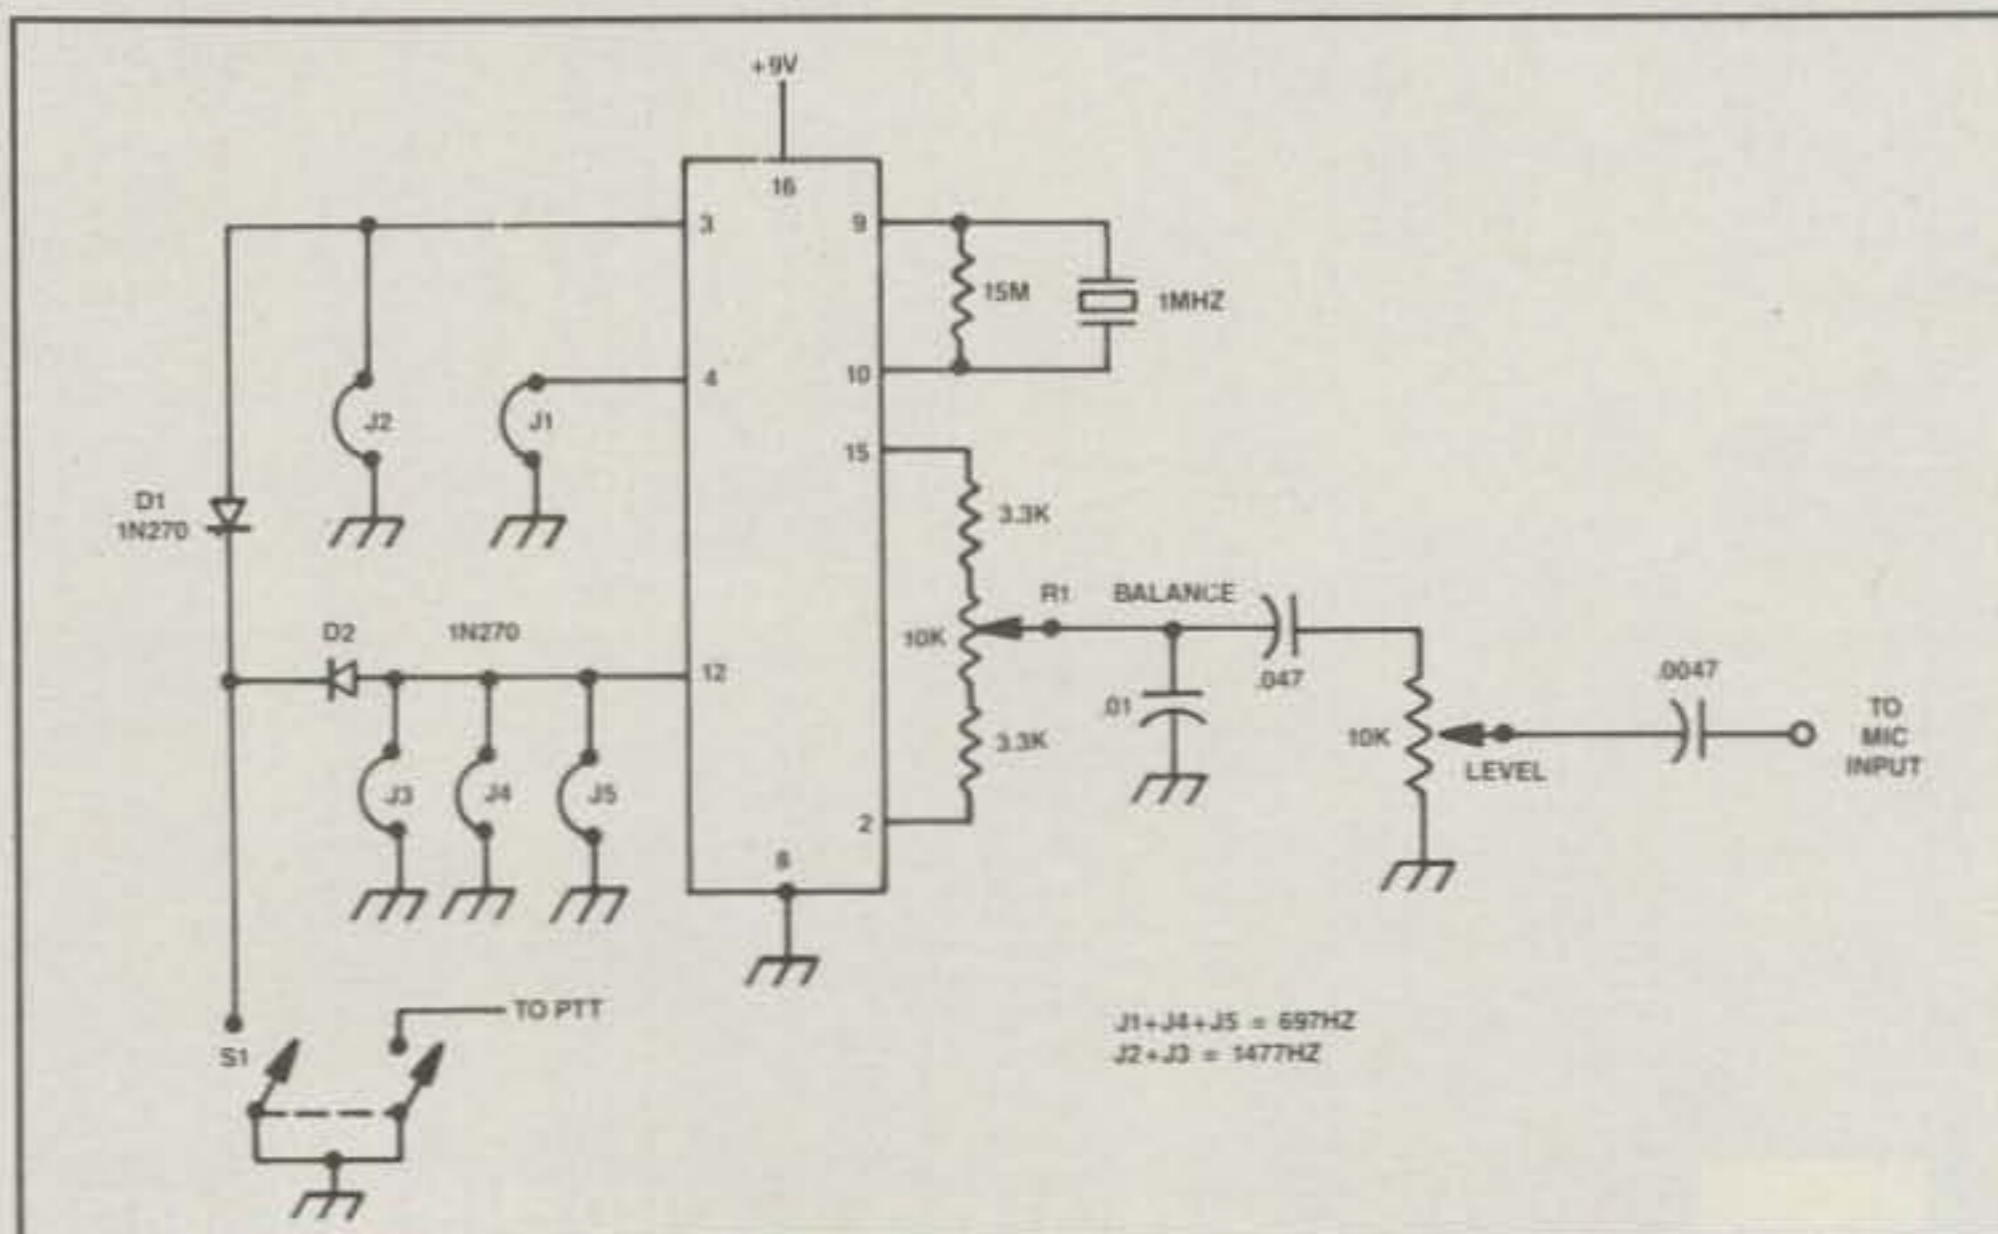 +9V
16
3
9
15M
1MHZ
4
10
J2
J1
15
D1
1N270
3.3K
R1
BALANCE
D2
1N270
10K
12
.047
.01
.0047
TO
MIC
INPUT
3.3K
10K
LEVEL
J3
J4
J5
2
8
TO PTT
S1
J1+J4+J5 = 697HZ
J2+J3 = 1477HZ